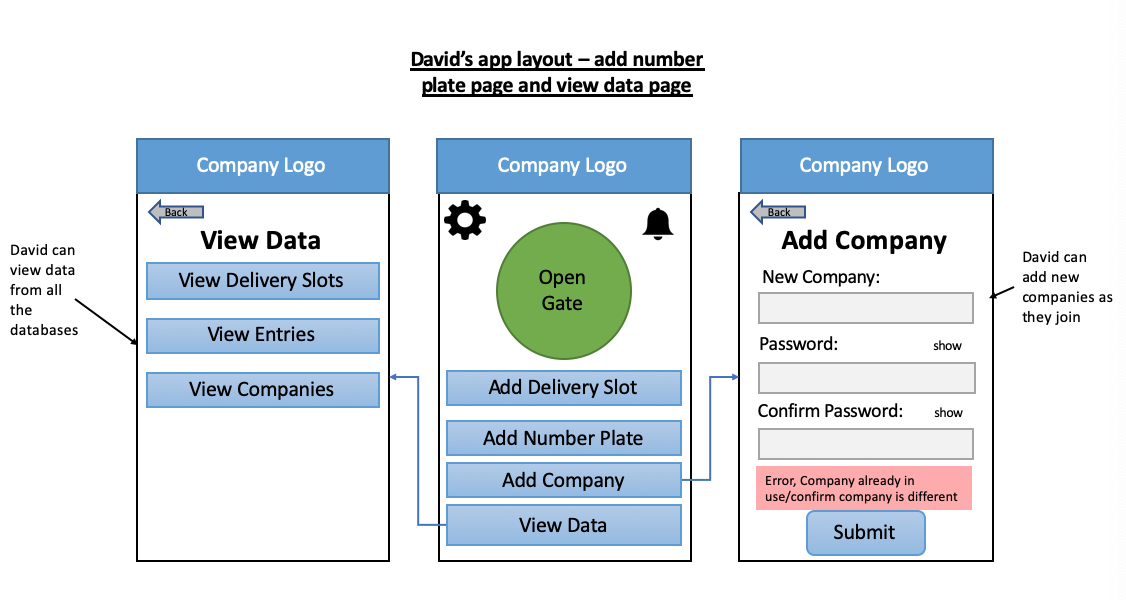 David's app layout – add number
plate page and view data page
David can
view data
from all
the
databases
Company Logo
Back
View Data
View Delivery Slots
View Entries
View Companies
Company Logo
Open
Gate
Add Delivery Slot
Add Number Plate
Add Company
View Data
Company Logo
Back
Add Company
New Company:
Password:
show
Confirm Password:
show
Error, Company already in
use/confirm company is different
Submit
David can
add new
companies as
they join